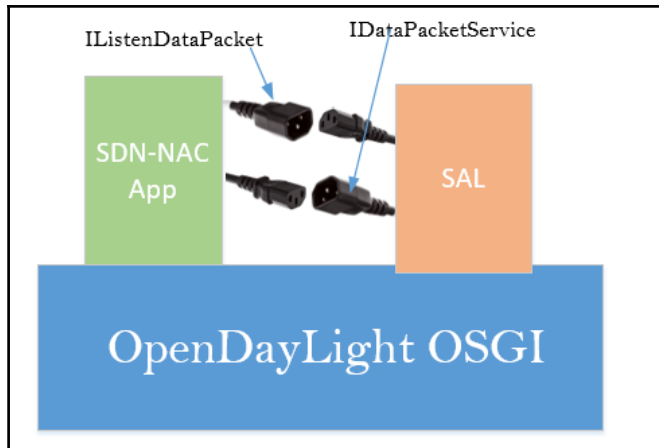 IListenDataPacket
IDataPacketService
SDN-NAC
App
SAL
OpenDayLight OSGI